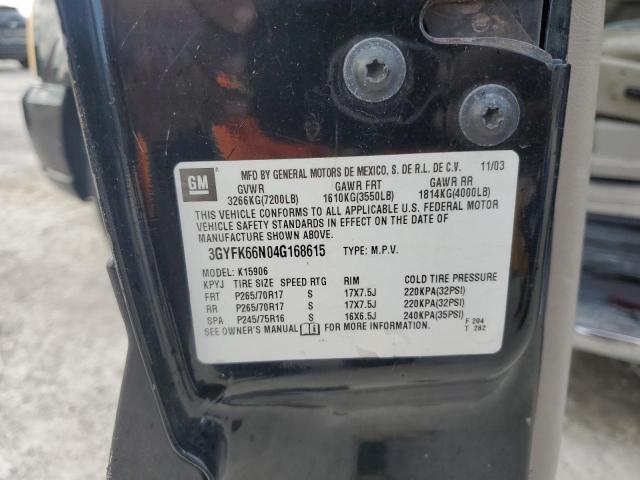 GM
MFD BY GENERAL MOTORS DE MEXICO, S. DE R.L. DE C.V. 11/03
GVWR GAWR FRT GAWR RR
3266KG(7200LB) 1610KG(3550LB) 1814KG(4000LB)
THIS VEHICLE CONFORMS TO ALL APPLICABLE U.S. FEDERAL MOTOR
VEHICLE SAFETY STANDARDS IN EFFECT ON THE DATE OF
MANUFACTURE SHOWN ABOVE.
3GYFK66N04G168615 TYPE: M.P.V.
MODEL: K15906
KPYJ TIRE SIZE SPEED RTG RIM COLD TIRE PRESSURE
FRT P265/70R17 S 17X7.5J 220KPA(32PSI)
RR P265/70R17 S 17X7.5J 220KPA(32PSI)
SPA P245/75R16 S 16X6.5J 240KPA(35PSI)
SEE OWNER'S MANUAL FOR MORE INFORMATION.
F 204
T 282